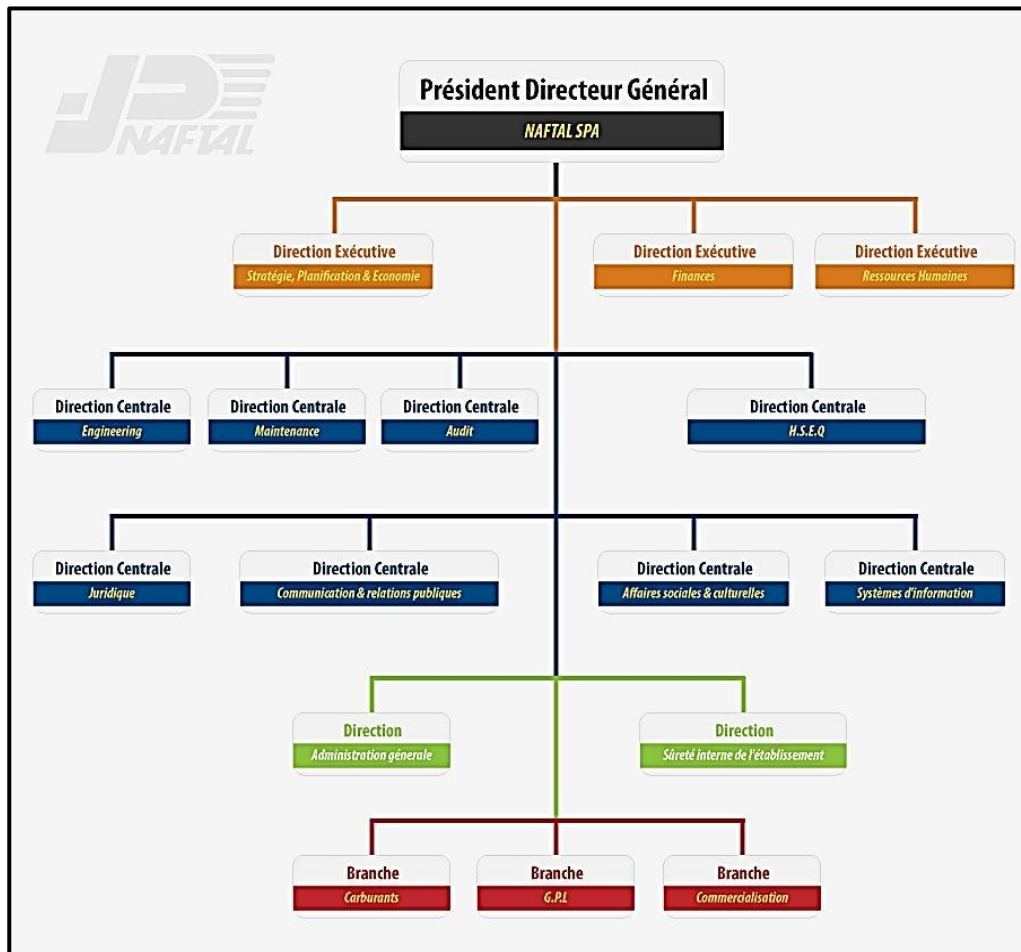 NAFTAL
Président Directeur Général
NAFTAL SPA
Direction Exécutive
Stratégie, Planification & Economie
Direction Exécutive
Finances
Direction Exécutive
Ressources Humaines
Direction Centrale
Engineering
Direction Centrale
Maintenance
Direction Centrale
Audit
Direction Centrale
H.S.E.Q
Direction Centrale
Juridique
Direction Centrale
Communication & relations publiques
Direction Centrale
Affaires sociales & culturelles
Direction Centrale
Systèmes d'information
Direction
Administration génerale
Direction
Sûreté interne de l'établissement
Branche
Carburants
Branche
G.P.L
Branche
Commercialisation